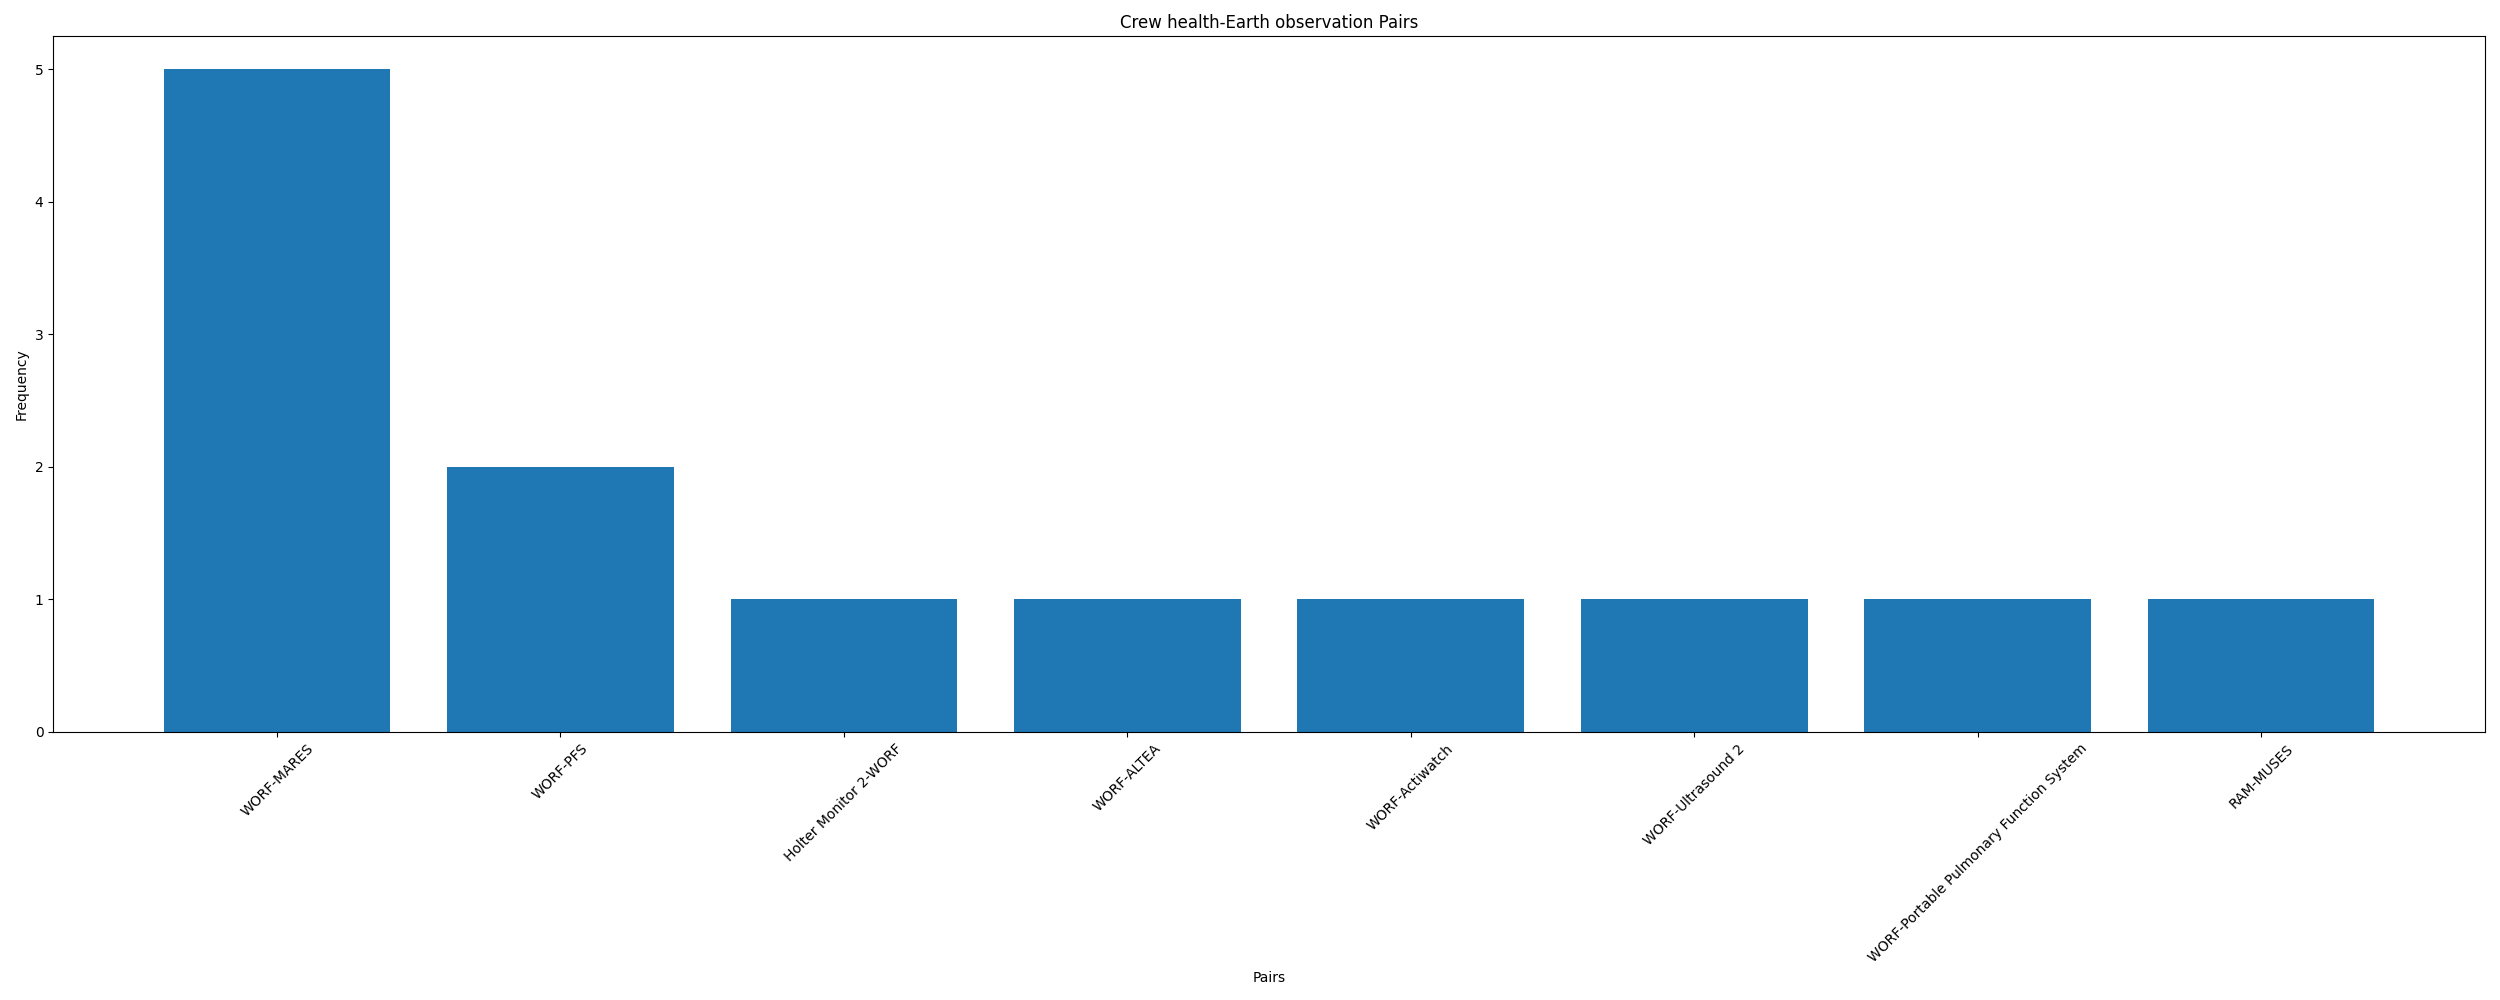 Crew health-Earth observation Pairs
Frequency
5
4
3
2
1
0
WORF-MARES
WORF-PFS
Holter Monitor 2-WORF
WORF-ALTEA
WORF-Actiwatch
WORF-Ultrasound 2
WORF-Portable Pulmonary Function System
RAM-MUSES
Pairs